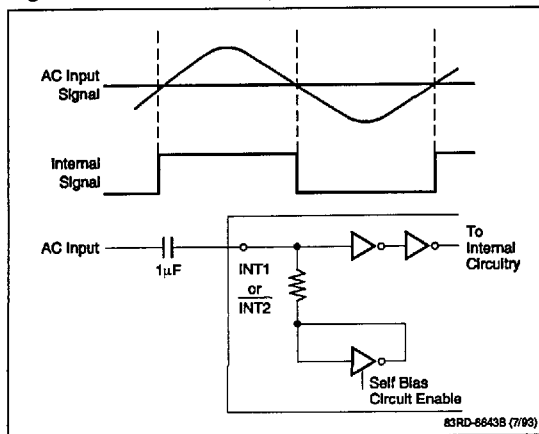 AC Input
Signal
Internal
Signal
AC Input
1μF
INT1
or
INT2
To
Internal
Circuitry
Self Bias
Circuit Enable
83RD-6643B (7/93)